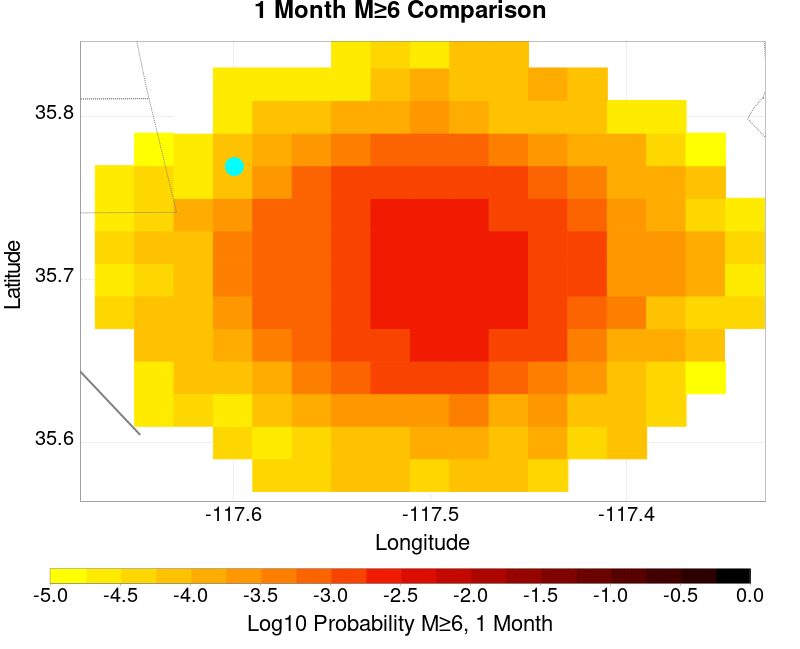 1 Month M≥6 Comparison
35.8
35.7
35.6
Latitude
-117.6 -117.5 -117.4
Longitude
-5.0 -4.5 -4.0 -3.5 -3.0 -2.5 -2.0 -1.5 -1.0 -0.5 0.0
Log10 Probability M≥6, 1 Month